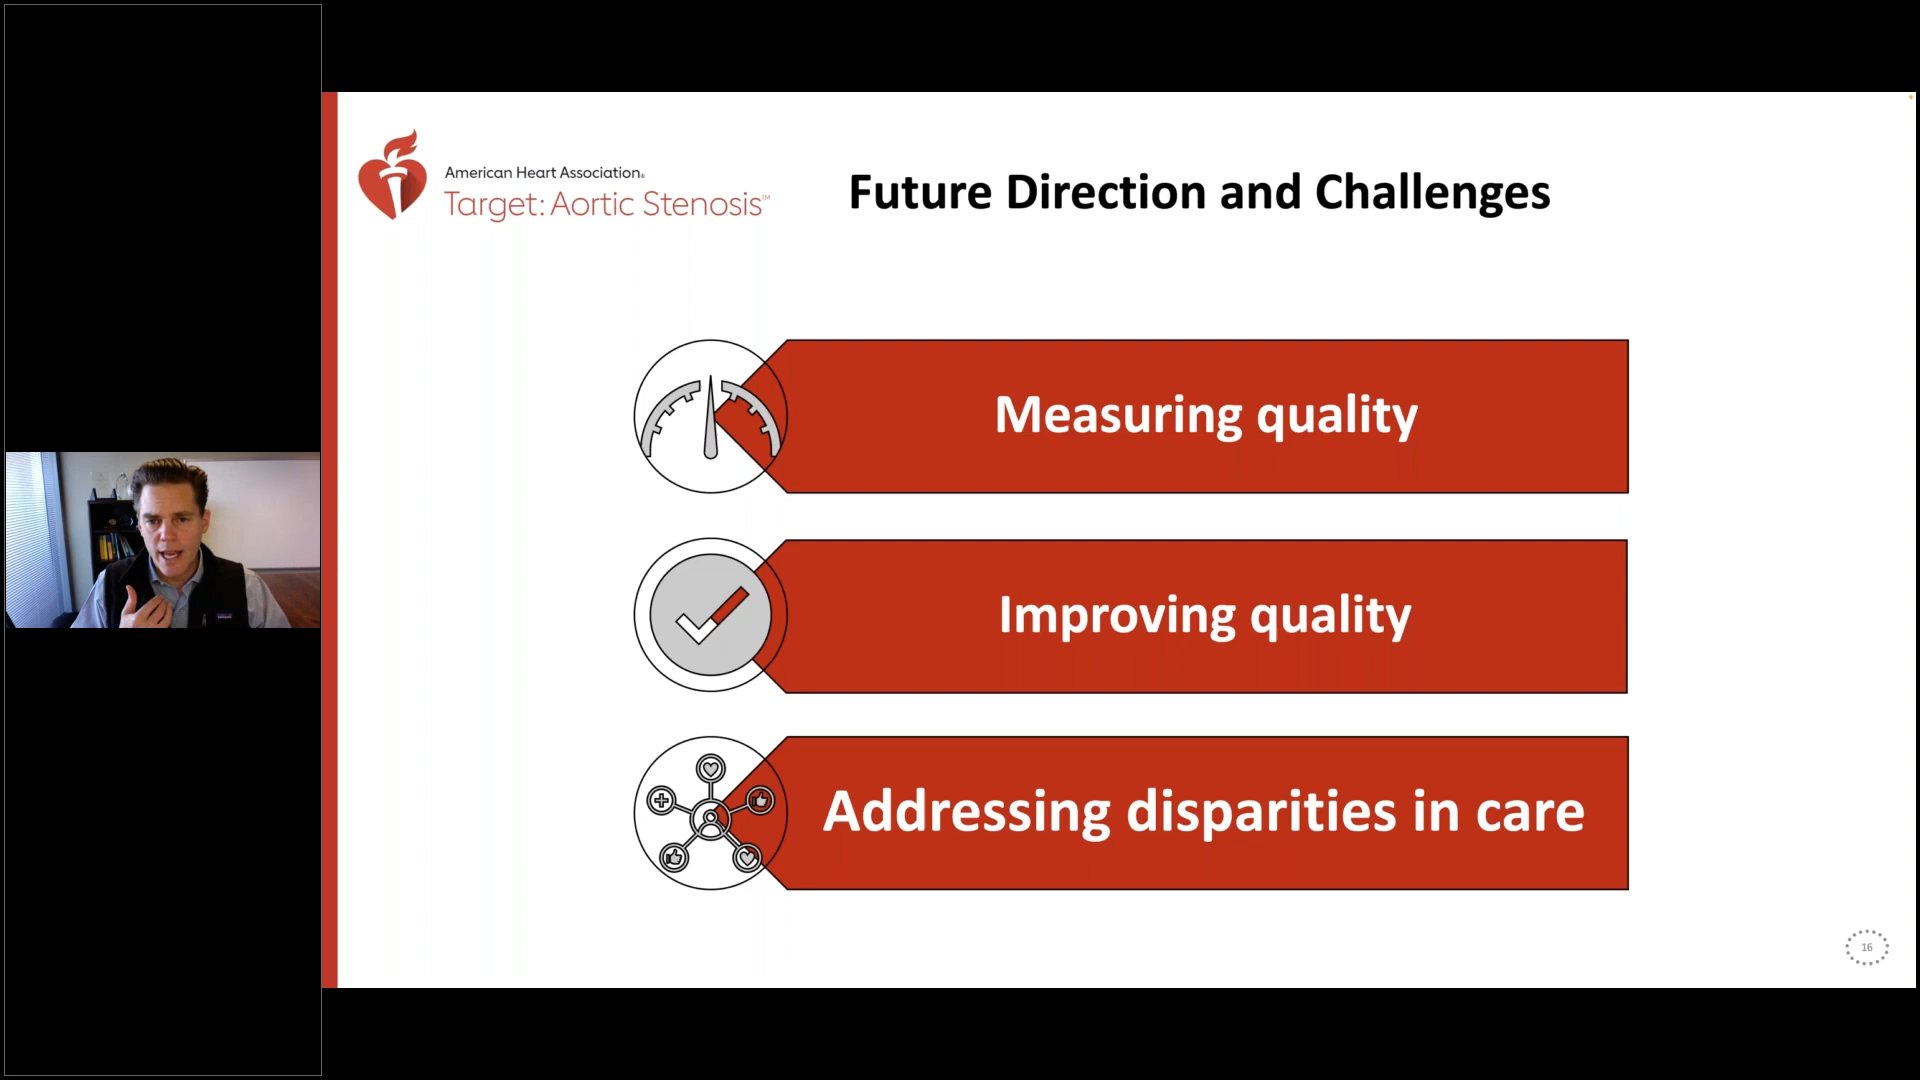 American Heart Association®
Target: Aortic Stenosis™
Future Direction and Challenges
Measuring quality
Improving quality
Addressing disparities in care
16